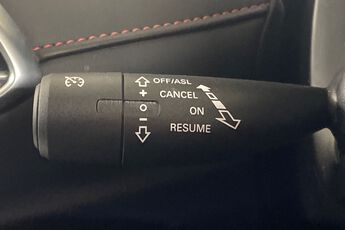 OFF/ASL
+ CANCEL
O ON
- RESUME